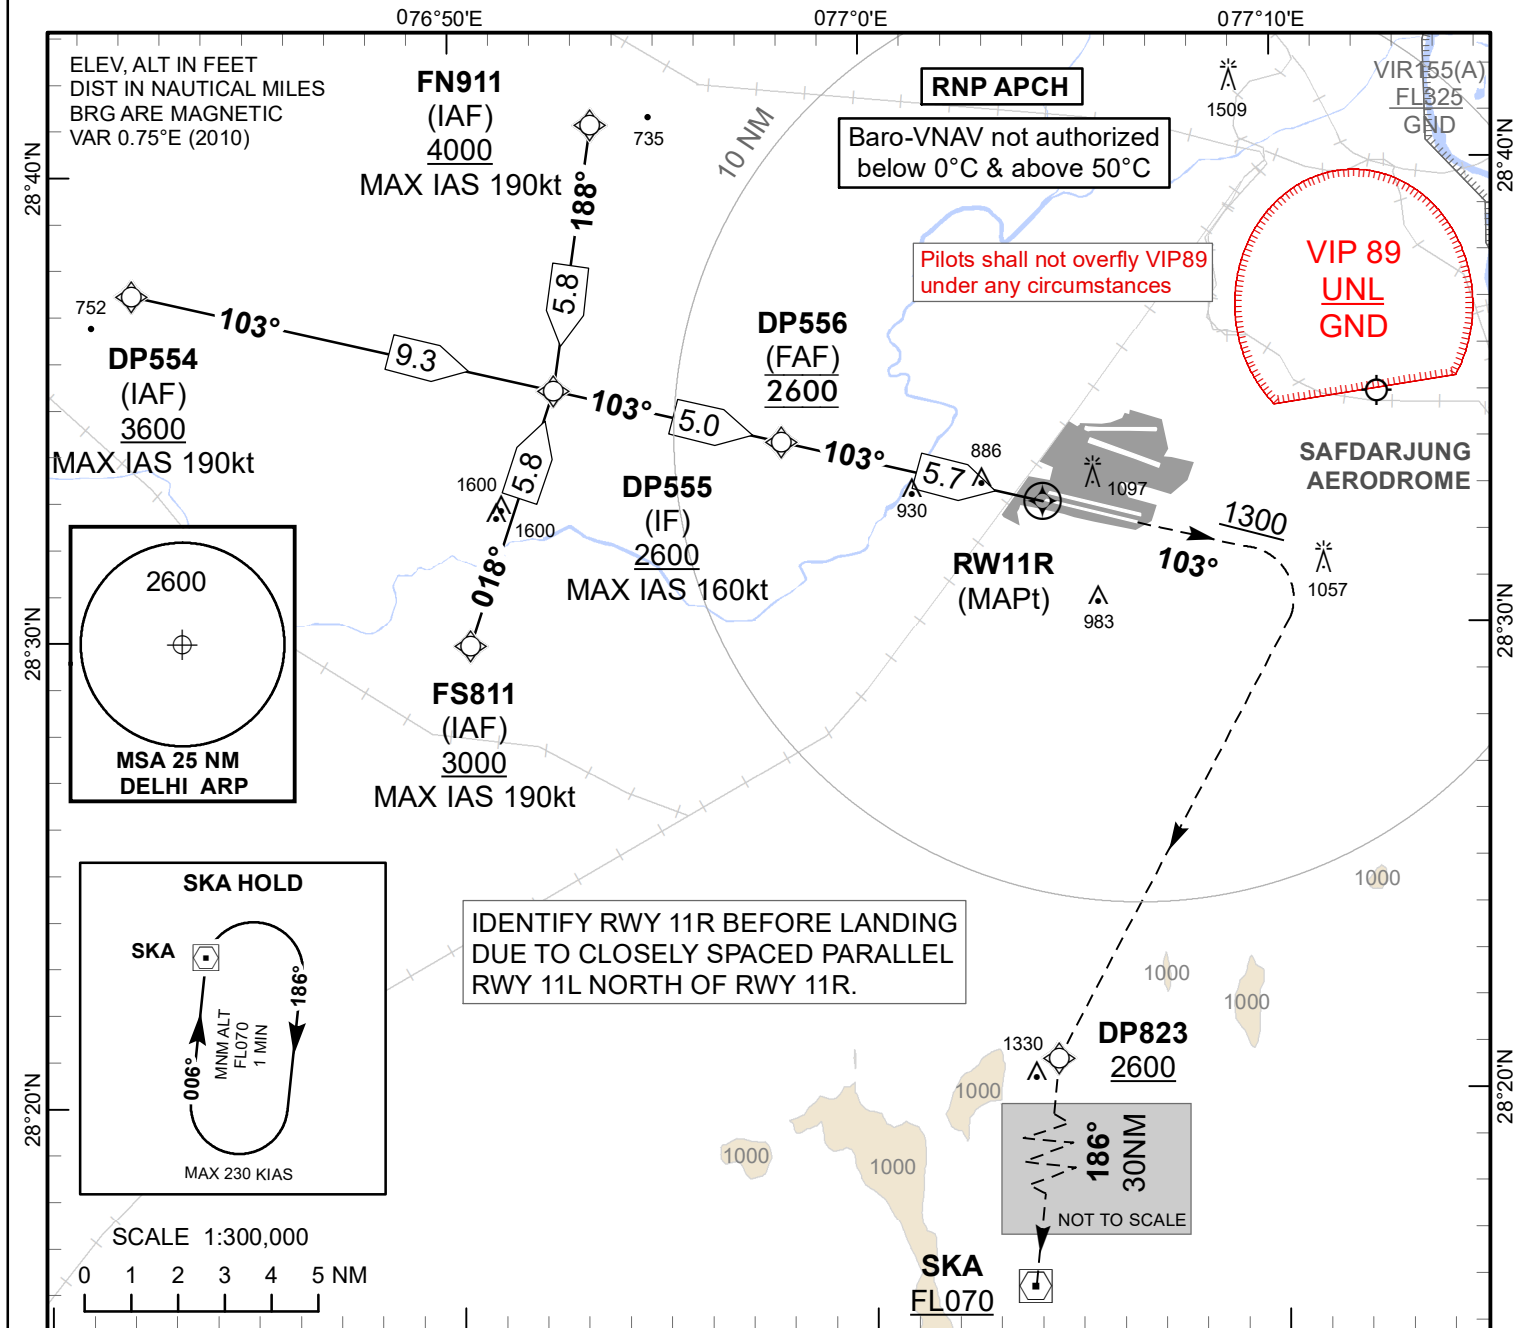 076°50'E
077°0'E
077°10'E
ELEV, ALT IN FEET
DIST IN NAUTICAL MILES
BRG ARE MAGNETIC
VAR 0.75°E (2010)
FN911
(IAF)
4000
MAX IAS 190kt
735
10 NM
RNP APCH
Baro-VNAV not authorized
below 0°C & above 50°C
1509
VIR155(A)
FL325
GND
28°40'N
28°40'N
188°
5.8
Pilots shall not overfly VIP89
under any circumstances
VIP 89
UNL
GND
752
103°
9.3
DP554
(IAF)
3600
MAX IAS 190kt
DP556
(FAF)
2600
103°
5.0
103°
5.7
886
930
1097
SAFDARJUNG
AERODROME
1600
1600
5.8
018°
DP555
(IF)
2600
MAX IAS 160kt
RW11R
(MAPt)
983
1300
103°
1057
28°30'N
28°30'N
2600
MSA 25 NM
DELHI ARP
FS811
(IAF)
3000
MAX IAS 190kt
SKA HOLD
SKA
186°
006°
MNM ALT
FL070
1 MIN
MAX 230 KIAS
IDENTIFY RWY 11R BEFORE LANDING
DUE TO CLOSELY SPACED PARALLEL
RWY 11L NORTH OF RWY 11R.
1000
1000
1000
1330
DP823
2600
1000
1000
1000
28°20'N
28°20'N
186°
30NM
NOT TO SCALE
SKA
FL070
SCALE 1:300,000
0 1 2 3 4 5 NM